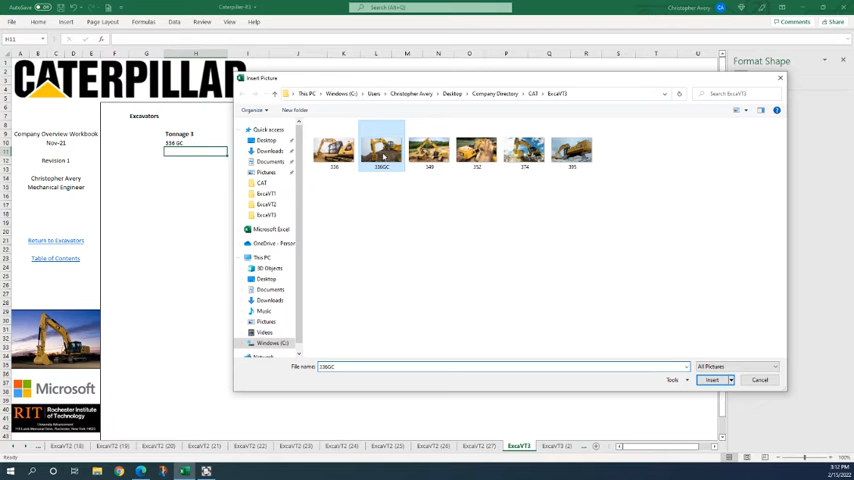 AutoSave Off
Caterpillar-R3
Search (Alt+Q)
Christopher Avery CA
File Home Insert Page Layout Formulas Data Review View Help
Comments Share
H11
A B C D E F G H I J K L M N O P Q R S T U
CATERPILLAR
Format Shape
Excavators
Company Overview Workbook
Nov-21
Revision 1
Christopher Avery
Mechanical Engineer
Tonnage 3
336 GC
Return to Excavators
Table of Contents
Microsoft
RIT Rochester Institute of Technology
Insert Picture
This PC Windows (C:) Users Christopher Avery Desktop Company Directory CAT ExcaVT3
Search ExcaVT3
Organize New folder
Quick access
Desktop
Downloads
Documents
Pictures
CAT
ExcaVT1
ExcaVT2
ExcaVT3
Microsoft Excel
OneDrive - Person
This PC
3D Objects
Desktop
Documents
Downloads
Music
Pictures
Videos
Windows (C:)
Network
336 336GC 349 352 374 395
File name: 336GC
All Pictures
Tools Insert Cancel
... ExcaVT2 (18) ExcaVT2 (19) ExcaVT2 (20) ExcaVT2 (21) ExcaVT2 (22) ExcaVT2 (23) ExcaVT2 (24) ExcaVT2 (25) ExcaVT2 (26) ExcaVT2 (27) ExcaVT3 ExcaVT3 (2) ...
100%
3:12 PM
2/15/2022